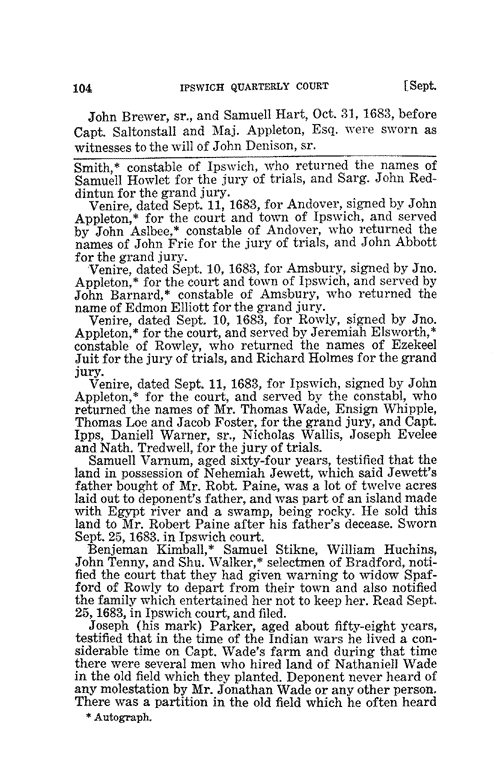 104 IPSWICH QUARTERLY COURT [Sept.
John Brewer, sr., and Samuell Hart, Oct. 31, 1683, before
Capt. Saltonstall and Maj. Appleton, Esq. were sworn as
witnesses to the will of John Denison, sr.
Smith,* constable of Ipswich, who returned the names of
Samuell Howlet for the jury of trials, and Sarg. John Red-
dintun for the grand jury.
Venire, dated Sept. 11, 1683, for Andover, signed by John
Appleton,* for the court and town of Ipswich, and served
by John Aslbee,* constable of Andover, who returned the
names of John Frie for the jury of trials, and John Abbott
for the grand jury.
Venire, dated Sept. 10, 1683, for Amsbury, signed by Jno.
Appleton,* for the court and town of Ipswich, and served by
John Barnard,* constable of Amsbury, who returned the
name of Edmon Elliott for the grand jury.
Venire, dated Sept. 10, 1683, for Rowly, signed by Jno.
Appleton,* for the court, and served by Jeremiah Elsworth,*
constable of Rowley, who returned the names of Ezekeel
Juit for the jury of trials, and Richard Holmes for the grand
jury.
Venire, dated Sept. 11, 1683, for Ipswich, signed by John
Appleton,* for the court, and served by the constabl, who
returned the names of Mr. Thomas Wade, Ensign Whipple,
Thomas Loe and Jacob Foster, for the grand jury, and Capt.
Ipps, Daniell Warner, sr., Nicholas Wallis, Joseph Evelee
and Nath. Tredwell, for the jury of trials.
Samuell Varnum, aged sixty-four years, testified that the
land in possession of Nehemiah Jewett, which said Jewett's
father bought of Mr. Robt. Paine, was a lot of twelve acres
laid out to deponent's father, and was part of an island made
with Egypt river and a swamp, being rocky. He sold this
land to Mr. Robert Paine after his father's decease. Sworn
Sept. 25, 1683. in Ipswich court.
Benjeman Kimball,* Samuel Stikne, William Huchins,
John Tenny, and Shu. Walker,* selectmen of Bradford, noti-
fied the court that they had given warning to widow Spaf-
ford of Rowly to depart from their town and also notified
the family which entertained her not to keep her. Read Sept.
25, 1683, in Ipswich court, and filed.
Joseph (his mark) Parker, aged about fifty-eight years,
testified that in the time of the Indian wars he lived a con-
siderable time on Capt. Wade's farm and during that time
there were several men who hired land of Nathaniell Wade
in the old field which they planted. Deponent never heard of
any molestation by Mr. Jonathan Wade or any other person.
There was a partition in the old field which he often heard
* Autograph.